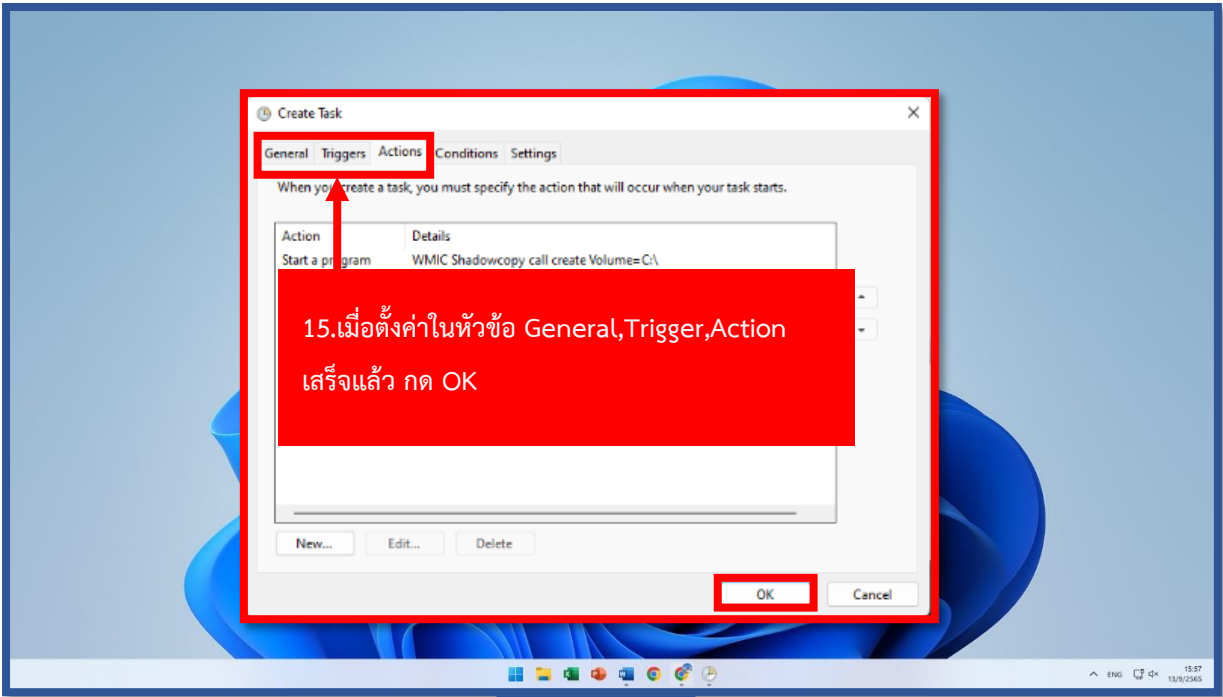 Create Task
General Triggers Actions Conditions Settings
When you create a task, you must specify the action that will occur when your task starts.
Action Details
Start a program WMIC Shadowcopy call create Volume=C:\
15.เมื่อตั้งค่าในหัวข้อ General,Trigger,Action
เสร็จแล้ว กด OK
New... Edit... Delete
OK Cancel
ENG 15:57
13/9/2565